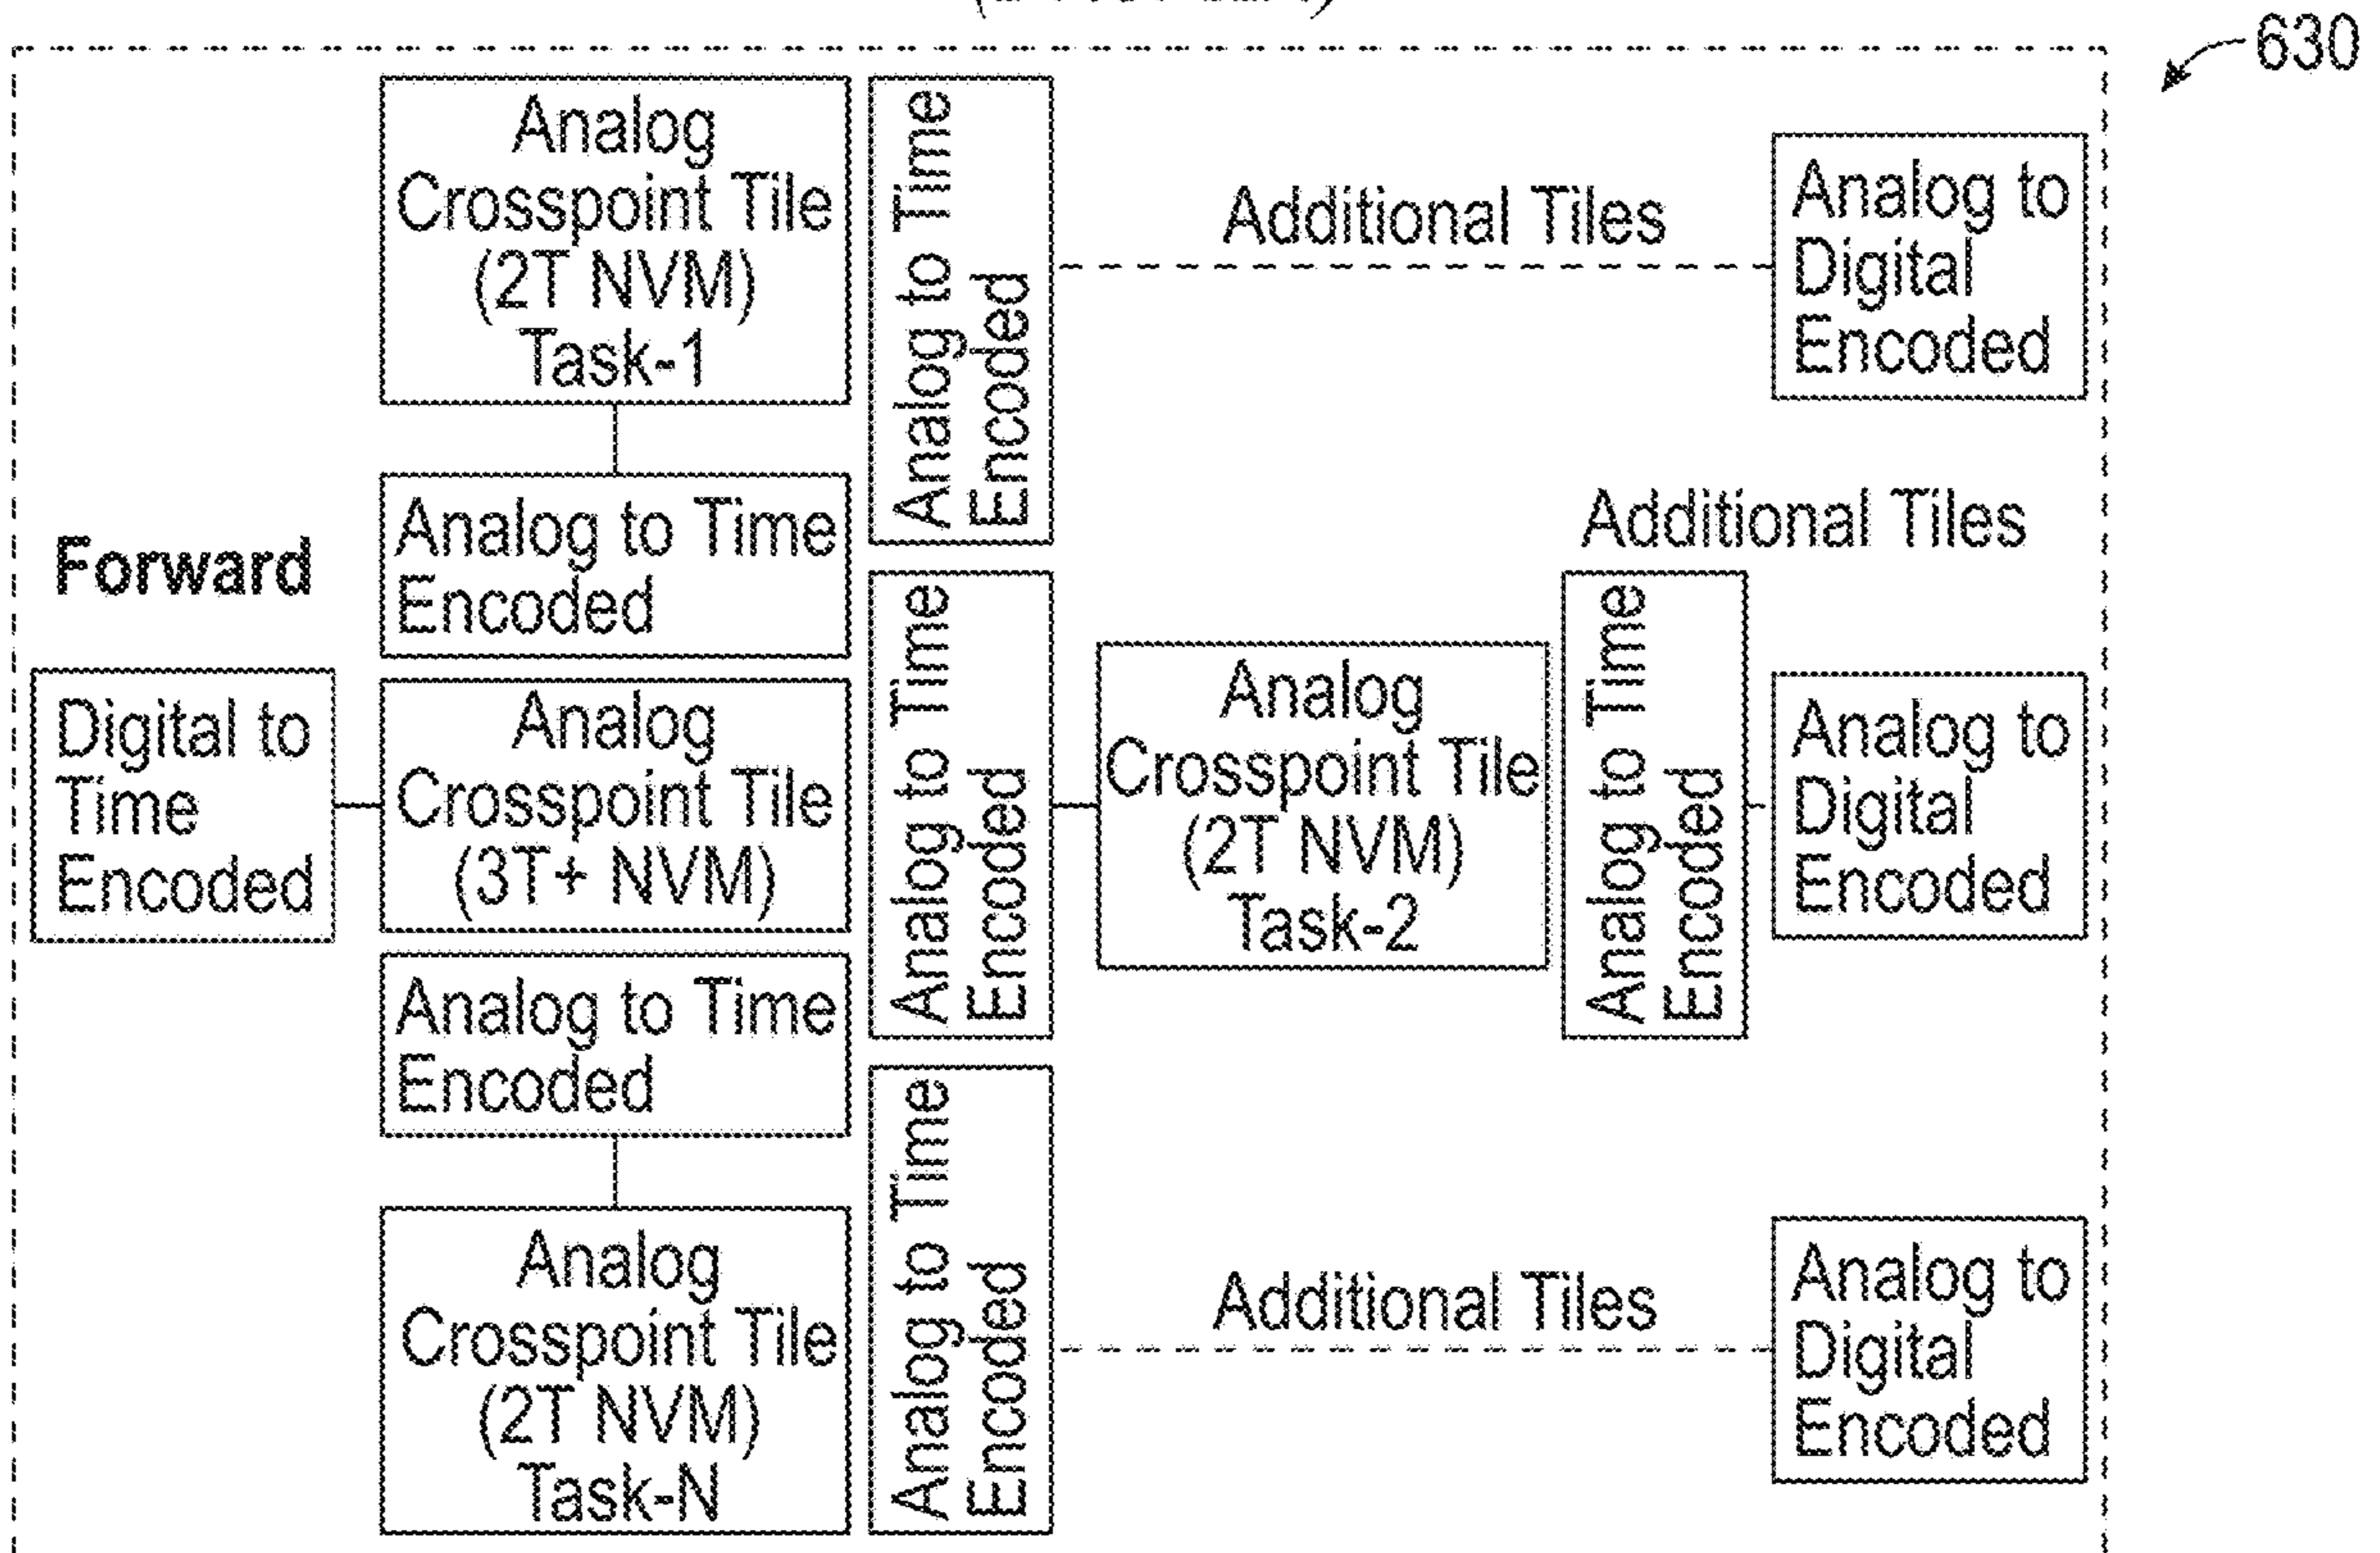 630
Analog
Crosspoint Tile
(2T NVM)
Task-1
Analog to Time
Encoded
Additional Tiles
Analog to
Digital
Encoded
Analog to Time
Encoded
Forward
Additional Tiles
Digital to
Time
Encoded
Analog
Crosspoint Tile
(3T+ NVM)
Analog to Time
Encoded
Analog
Crosspoint Tile
(2T NVM)
Task-2
Analog to Time
Encoded
Analog to
Digital
Encoded
Analog to Time
Encoded
Analog
Crosspoint Tile
(2T NVM)
Task-N
Analog to Time
Encoded
Additional Tiles
Analog to
Digital
Encoded